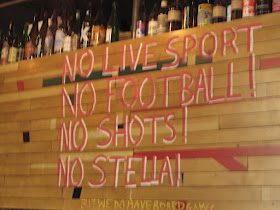 NO LIVE SPORT
NO FOOTBALL!
NO SHOTS!
NO STELLA!
BUT WE DO HAVE BOARD GAMES